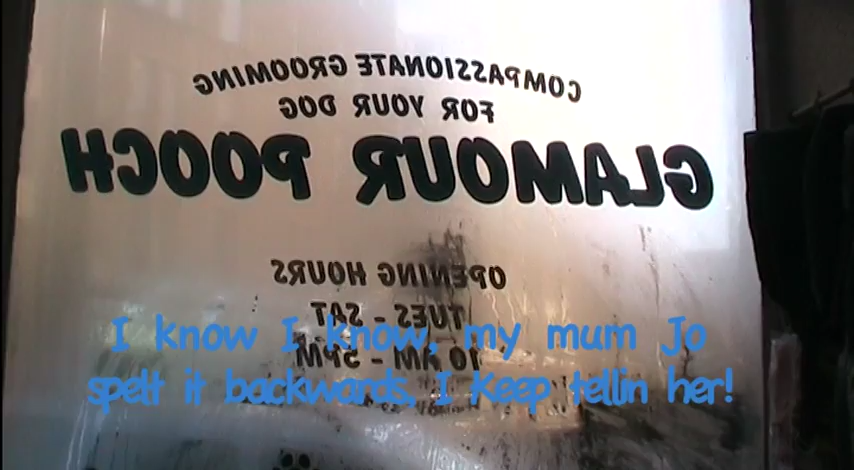 COMPASSIONATE GROOMING
FOR YOUR DOG
GLAMOUR POOCH
OPENING HOURS
TUES - SAT
10 AM - 5PM
I know I know, my mum Jo
spelt it backwards. I Keep tellin her!